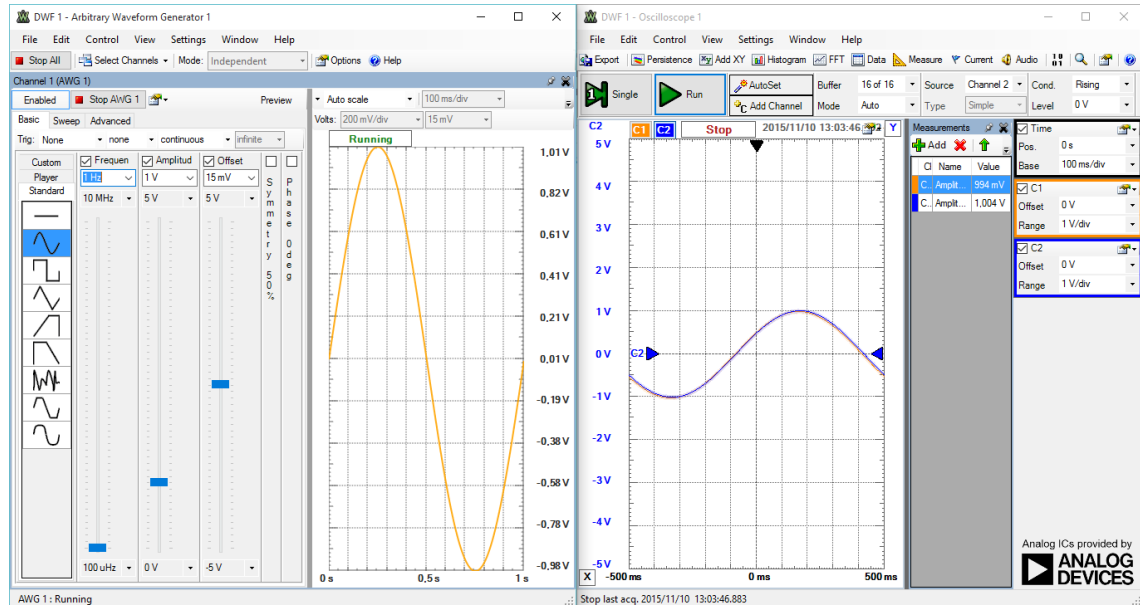 DWF 1 - Arbitrary Waveform Generator 1
File Edit Control View Settings Window Help
Stop All Select Channels Mode: Independent Options Help
Channel 1 (AWG 1)
Enabled Stop AWG 1 Preview
Basic Sweep Advanced
Trig: None none continuous infinite
Custom
Player
Standard
Frequen Amplitud Offset
1 Hz 1 V 15 mV
10 MHz 5 V 5 V
Symmetry 50%
Phase 0 deg
100 uHz 0 V -5 V
Auto scale 100 ms/div
Volts: 200 mV/div 15 mV
Running
1,01 V
0,82 V
0,61 V
0,41 V
0,21 V
0,01 V
-0,19 V
-0,38 V
-0,58 V
-0,78 V
-0,98 V
0 s 0,5 s 1 s
AWG 1 : Running
DWF 1 - Oscilloscope 1
File Edit Control View Settings Window Help
Export Persistence Add XY Histogram FFT Data Measure Current Audio
Single Run AutoSet Buffer 16 of 16 Source Channel 2 Cond. Rising
Add Channel Mode Auto Type Simple Level 0 V
C2 C1 C2 Stop 2015/11/10 13:03:46 Y
5 V
4 V
3 V
2 V
1 V
0 V C2
-1 V
-2 V
-3 V
-4 V
-5 V
X -500 ms 0 ms 500 ms
Measurements
Add
Name Value
C.. Amplit... 994 mV
C.. Amplit... 1,004 V
Time
Pos. 0 s
Base 100 ms/div
C1
Offset 0 V
Range 1 V/div
C2
Offset 0 V
Range 1 V/div
Analog ICs provided by
ANALOG
DEVICES
Stop last acq. 2015/11/10 13:03:46.883